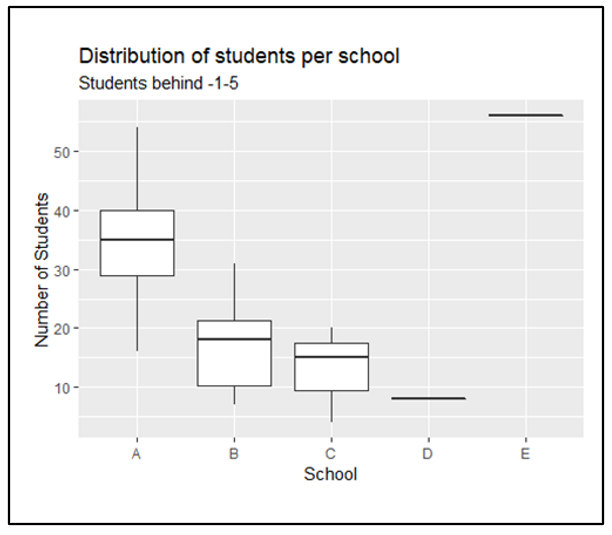 Distribution of students per school
Students behind -1-5
Number of Students
50
40
30
20
10
A B C D E
School